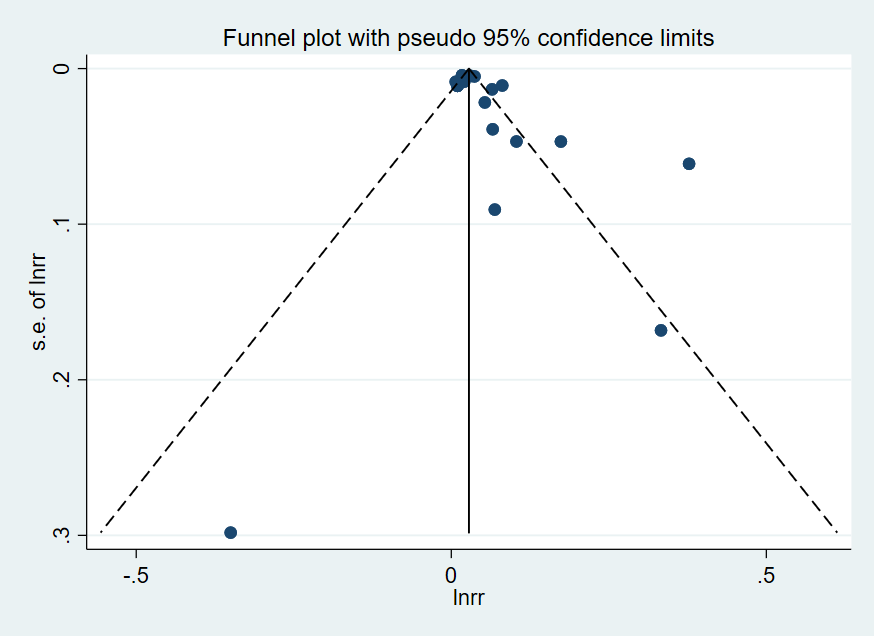 Funnel plot with pseudo 95% confidence limits
0
.1
.2
.3
s.e. of lnrr
-.5
0
.5
lnrr